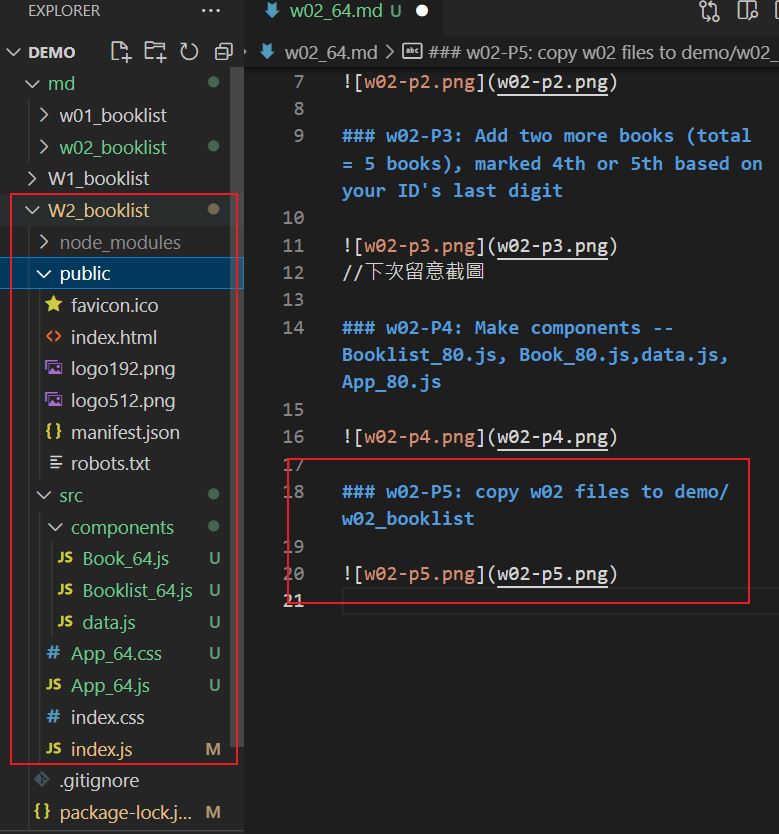 EXPLORER ...
DEMO
md
w01_booklist
w02_booklist
W1_booklist
W2_booklist
node_modules
public
favicon.ico
index.html
logo192.png
logo512.png
manifest.json
robots.txt
src
components
JS Book_64.js U
JS Booklist_64.js U
JS data.js U
# App_64.css U
JS App_64.js U
# index.css
JS index.js M
.gitignore
{} package-lock.j... M
w02_64.md U
w02_64.md > abc ### w02-P5: copy w02 files to demo/w02_
7 ![w02-p2.png](w02-p2.png)
8
9 ### w02-P3: Add two more books (total
= 5 books), marked 4th or 5th based on
your ID's last digit
10
11 ![w02-p3.png](w02-p3.png)
12 //下次留意截圖
13
14 ### w02-P4: Make components --
Booklist_80.js, Book_80.js,data.js,
App_80.js
15
16 ![w02-p4.png](w02-p4.png)
17
18 ### w02-P5: copy w02 files to demo/
w02_booklist
19
20 ![w02-p5.png](w02-p5.png)
21